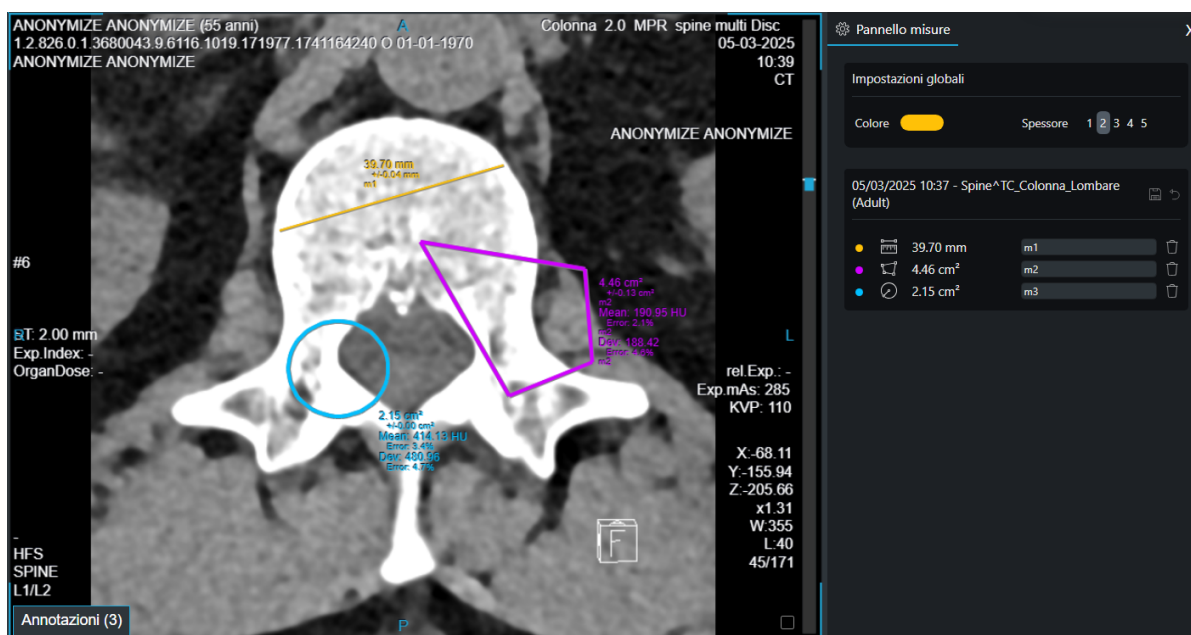 ANONYMIZE ANONYMIZE (55 anni)
1.2.826.0.1.3680043.9.6116.1019.171977.1741164240 O 01-01-1970
ANONYMIZE ANONYMIZE
A
Colonna 2.0 MPR spine multi Disc
05-03-2025
10:39
CT
ANONYMIZE ANONYMIZE
39.70 mm
+/-0.04 mm
m1
#6
4.46 cm²
+/-0.13 cm²
m2
Mean: 190.95 HU
Error: 2.1%
m2
Dev: 188.42
m2
R
ST: 2.00 mm
Exp.Index: -
OrganDose: -
L
rel.Exp.: -
Exp.mAs: 285
KVP: 110
2.15 cm²
+/-0.00 cm²
Mean: 414.13 HU
Error: 3.4%
Dev: 480.96
Error: 4.7%
X:-68.11
Y:-155.94
Z:-205.66
x1.31
W:355
L:40
45/171
F
-
HFS
SPINE
L1/L2
Annotazioni (3)
P
Pannello misure
X
Impostazioni globali
Colore
Spessore 1 2 3 4 5
05/03/2025 10:37 - Spine^TC_Colonna_Lombare
(Adult)
39.70 mm m1
4.46 cm² m2
2.15 cm² m3